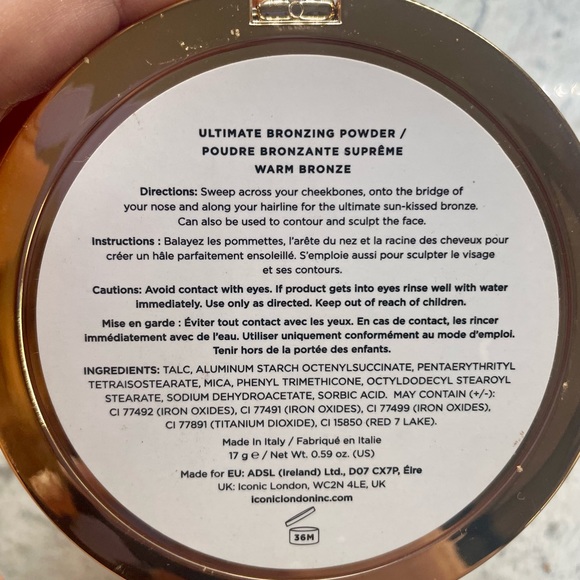 ULTIMATE BRONZING POWDER /
POUDRE BRONZANTE SUPRÊME
WARM BRONZE
Directions: Sweep across your cheekbones, onto the bridge of
your nose and along your hairline for the ultimate sun-kissed bronze.
Can also be used to contour and sculpt the face.
Instructions : Balayez les pommettes, l'arête du nez et la racine des cheveux pour
créer un hâle parfaitement ensoleillé. S'emploie aussi pour sculpter le visage
et ses contours.
Cautions: Avoid contact with eyes. If product gets into eyes rinse well with water
immediately. Use only as directed. Keep out of reach of children.
Mise en garde : Éviter tout contact avec les yeux. En cas de contact, les rincer
immédiatement avec de l'eau. Utiliser uniquement conformément au mode d'emploi.
Tenir hors de la portée des enfants.
INGREDIENTS: TALC, ALUMINUM STARCH OCTENYLSUCCINATE, PENTAERYTHRITYL
TETRAISOSTEARATE, MICA, PHENYL TRIMETHICONE, OCTYLDODECYL STEAROYL
STEARATE, SODIUM DEHYDROACETATE, SORBIC ACID. MAY CONTAIN (+/-):
CI 77492 (IRON OXIDES), CI 77491 (IRON OXIDES), CI 77499 (IRON OXIDES),
CI 77891 (TITANIUM DIOXIDE), CI 15850 (RED 7 LAKE).
Made In Italy / Fabriqué en Italie
17 g e / Net Wt. 0.59 oz. (US)
Made for EU: ADSL (Ireland) Ltd., D07 CX7P, Éire
UK: Iconic London, WC2N 4LE, UK
iconiclondoninc.com
36M